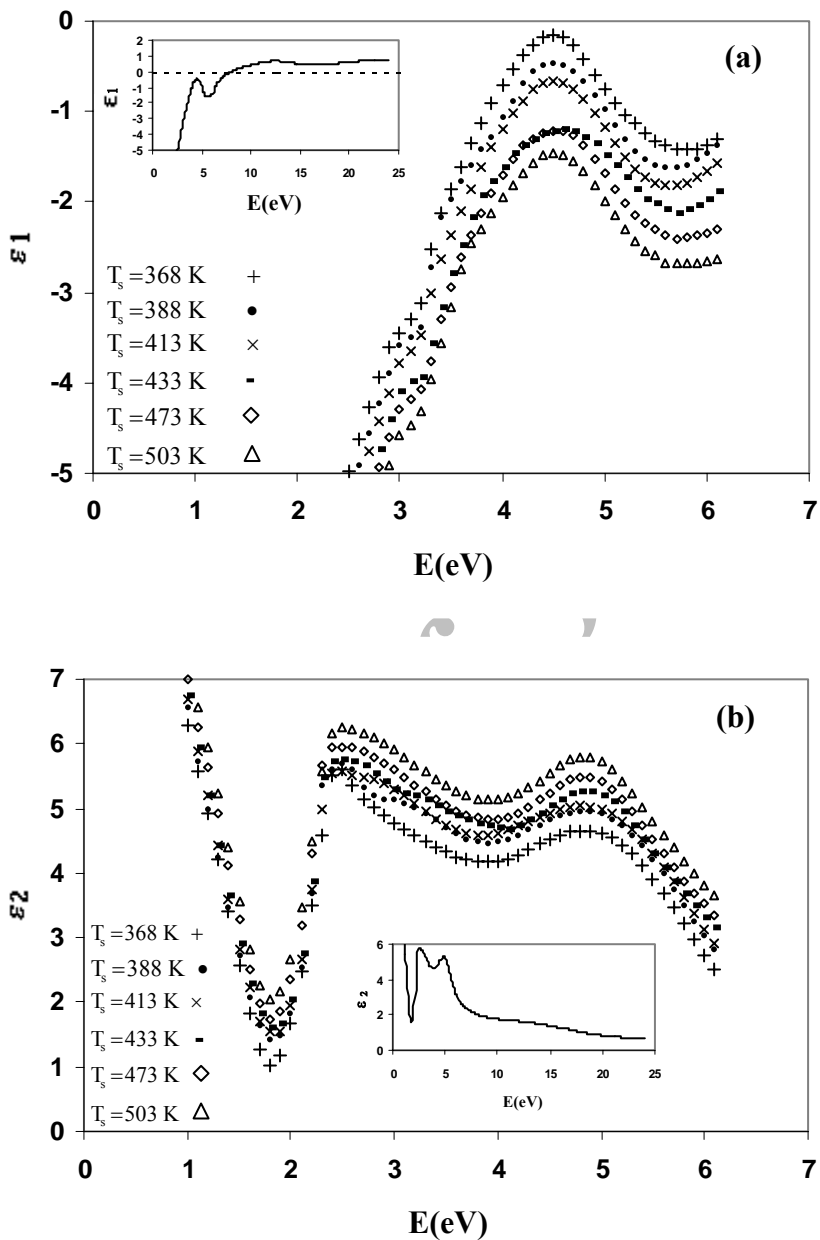 (a)
0
-1
-2
-3
-4
-5
ε1
2
1
0
-1
-2
-3
-4
-5
ε1
0 5 10 15 20 25
E(eV)
Ts=368 K +
Ts=388 K ●
Ts=413 K ×
Ts=433 K -
Ts=473 K ◇
Ts=503 K △
0 1 2 3 4 5 6 7
E(eV)
(b)
7
6
5
4
3
2
1
0
ε2
Ts=368 K +
Ts=388 K ●
Ts=413 K ×
Ts=433 K -
Ts=473 K ◇
Ts=503 K △
6
4
2
0
ε2
0 5 10 15 20 25
E(eV)
0 1 2 3 4 5 6 7
E(eV)